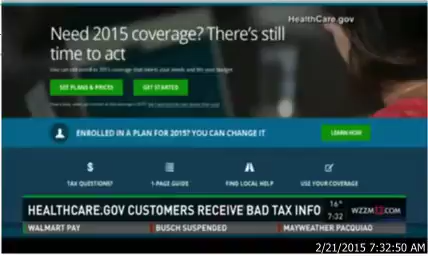 HealthCare.gov
Need 2015 coverage? There's still
time to act
SEE PLANS & PRICES
GET STARTED
ENROLLED IN A PLAN FOR 2015? YOU CAN CHANGE IT
LEARN HOW
TAX QUESTIONS?
1-PAGE GUIDE
FIND LOCAL HELP
USE YOUR COVERAGE
HEALTHCARE.GOV CUSTOMERS RECEIVE BAD TAX INFO
16°
7:32
WZZM13.COM
WALMART PAY
BUSCH SUSPENDED
MAYWEATHER PACQUIAO
2/21/2015 7:32:50 AM